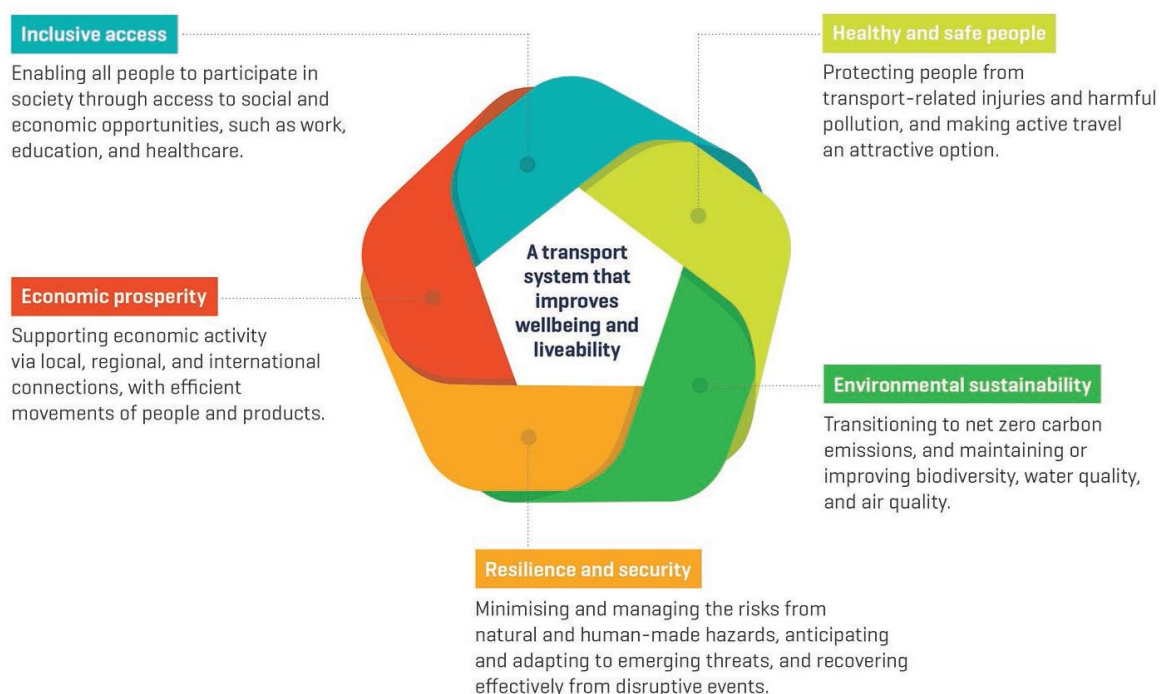 Inclusive access
Enabling all people to participate in
society through access to social and
economic opportunities, such as work,
education, and healthcare.
Healthy and safe people
Protecting people from
transport-related injuries and harmful
pollution, and making active travel
an attractive option.
A transport
system that
improves
wellbeing and
liveability
Economic prosperity
Supporting economic activity
via local, regional, and international
connections, with efficient
movements of people and products.
Environmental sustainability
Transitioning to net zero carbon
emissions, and maintaining or
improving biodiversity, water quality,
and air quality.
Resilience and security
Minimising and managing the risks from
natural and human-made hazards, anticipating
and adapting to emerging threats, and recovering
effectively from disruptive events.